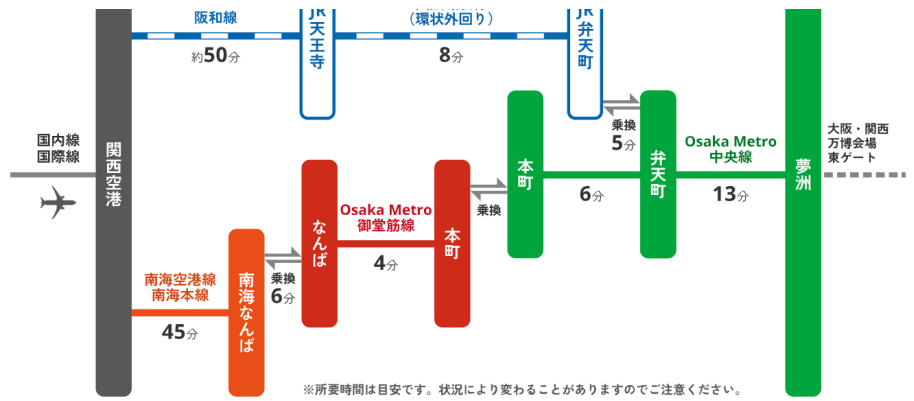 阪和線
(環状外回り)
JR天王寺
JR弁天町
約50分
8分
乗換
5分
国内線
国際線
関西空港
本町
弁天町
Osaka Metro
中央線
夢洲
大阪・関西
万博会場
東ゲート
6分
13分
なんば
Osaka Metro
御堂筋線
本町
乗換
4分
南海空港線
南海本線
南海なんば
乗換
6分
45分
※所要時間は目安です。状況により変わることがありますのでご注意ください。